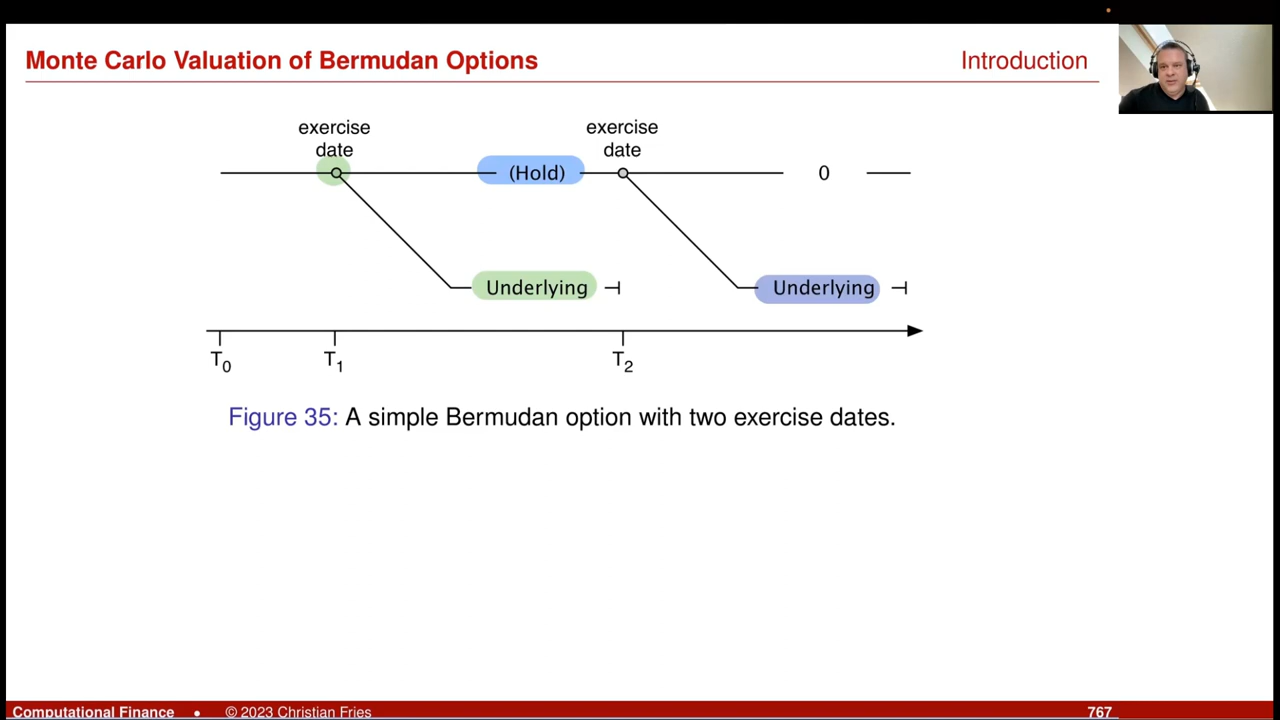 Monte Carlo Valuation of Bermudan Options
Introduction
exercise
date
exercise
date
(Hold)
0
Underlying
Underlying
T0
T1
T2
Figure 35: A simple Bermudan option with two exercise dates.
Computational Finance • © 2023 Christian Fries
767